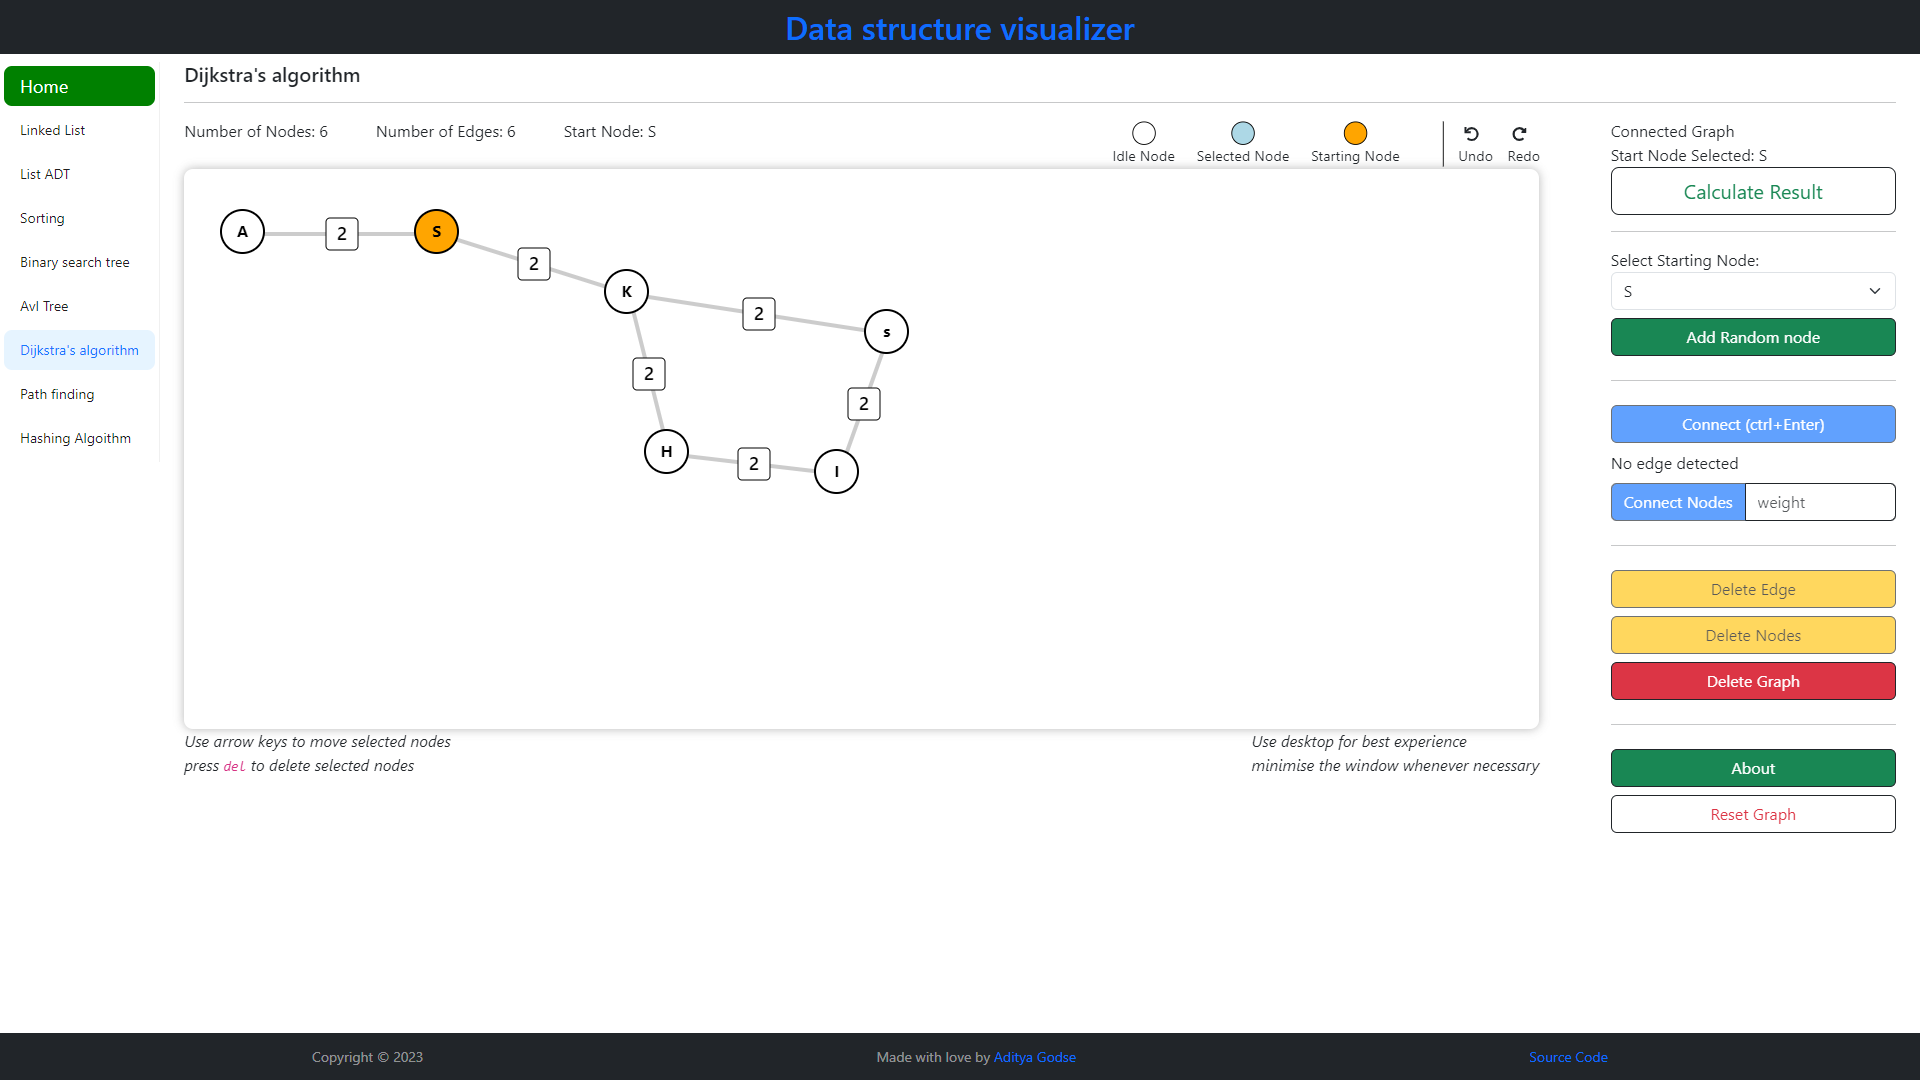 Data structure visualizer
Home
Linked List
List ADT
Sorting
Binary search tree
Avl Tree
Dijkstra's algorithm
Path finding
Hashing Algoithm
Dijkstra's algorithm
Number of Nodes: 6 Number of Edges: 6 Start Node: S
Idle Node Selected Node Starting Node Undo Redo
A 2 S
2
K
2
s
2
2
H 2 I
Use arrow keys to move selected nodes
press del to delete selected nodes
Use desktop for best experience
minimise the window whenever necessary
Connected Graph
Start Node Selected: S
Calculate Result
Select Starting Node:
S
Add Random node
Connect (ctrl+Enter)
No edge detected
Connect Nodes weight
Delete Edge
Delete Nodes
Delete Graph
About
Reset Graph
Copyright © 2023 Made with love by Aditya Godse Source Code